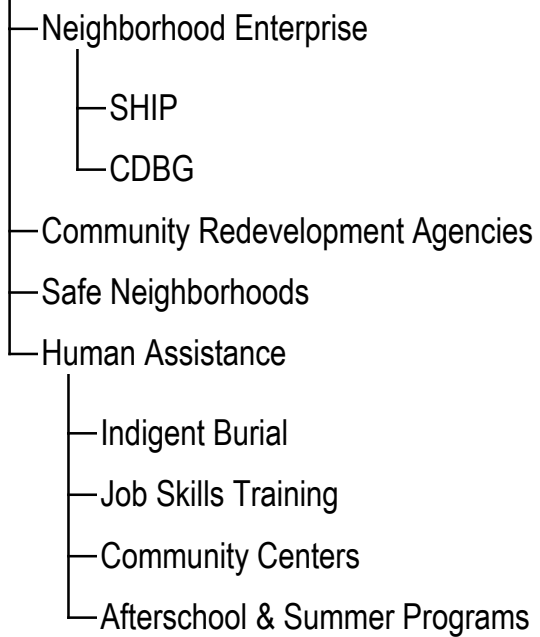 Neighborhood Enterprise
SHIP
CDBG
Community Redevelopment Agencies
Safe Neighborhoods
Human Assistance
Indigent Burial
Job Skills Training
Community Centers
Afterschool & Summer Programs